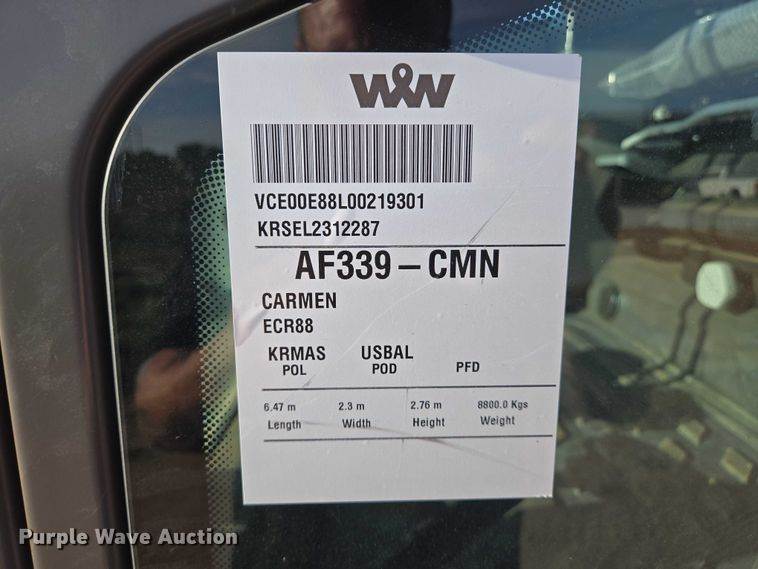 W&W
VCE00E88L00219301
KRSEL2312287
AF339 – CMN
CARMEN
ECR88
KRMAS USBAL
POL POD PFD
6.47 m 2.3 m 2.76 m 8800.0 Kgs
Length Width Height Weight
Purple Wave Auction